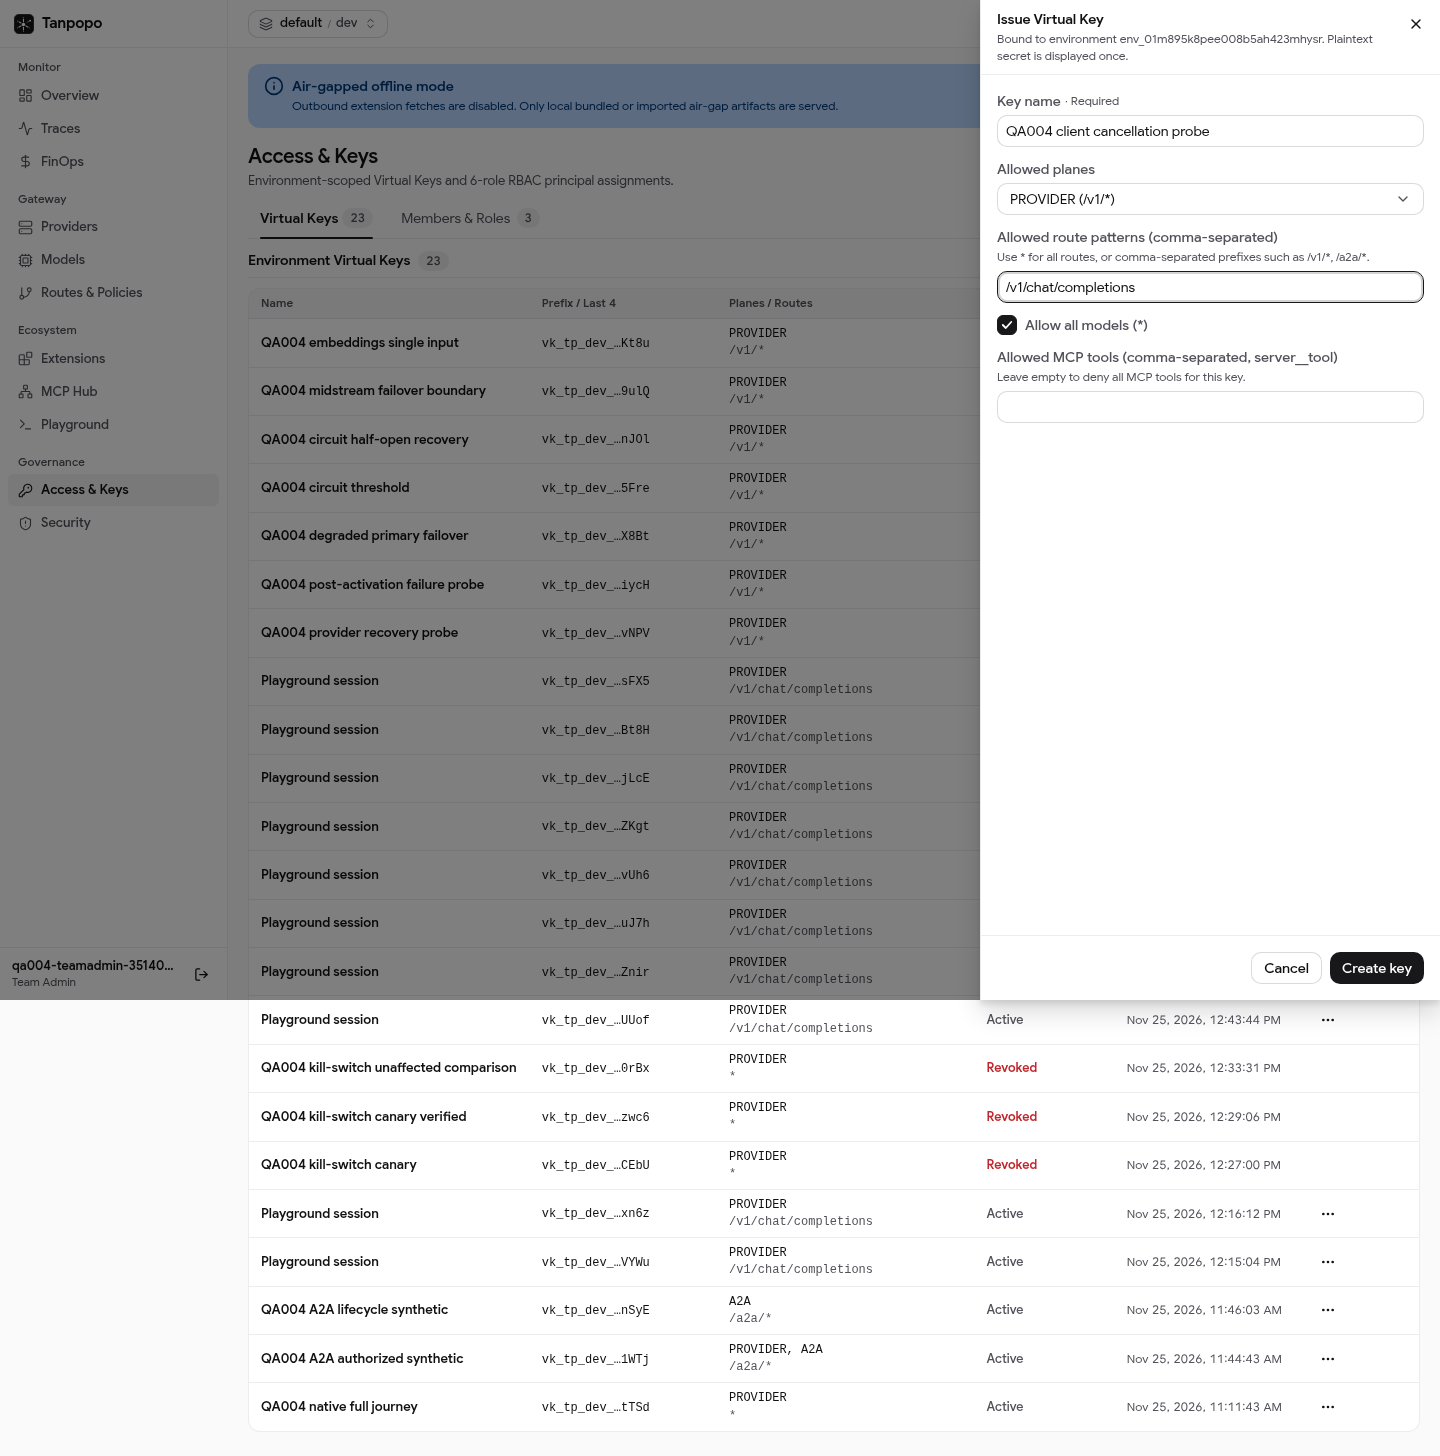 Tanpopo
Monitor
Overview
Traces
FinOps
Gateway
Providers
Models
Routes & Policies
Ecosystem
Extensions
MCP Hub
Playground
Governance
Access & Keys
Security
qa004-teamadmin-35140...
Team Admin
default / dev
Air-gapped offline mode
Outbound extension fetches are disabled. Only local bundled or imported air-gap artifacts are served.
Access & Keys
Environment-scoped Virtual Keys and 6-role RBAC principal assignments.
Virtual Keys 23 Members & Roles 3
Environment Virtual Keys 23
Name Prefix / Last 4 Planes / Routes
QA004 embeddings single input vk_tp_dev_…Kt8u PROVIDER
/v1/*
QA004 midstream failover boundary vk_tp_dev_…9ulQ PROVIDER
/v1/*
QA004 circuit half-open recovery vk_tp_dev_…nJOl PROVIDER
/v1/*
QA004 circuit threshold vk_tp_dev_…5Fre PROVIDER
/v1/*
QA004 degraded primary failover vk_tp_dev_…X8Bt PROVIDER
/v1/*
QA004 post-activation failure probe vk_tp_dev_…iycH PROVIDER
/v1/*
QA004 provider recovery probe vk_tp_dev_…vNPV PROVIDER
/v1/*
Playground session vk_tp_dev_…sFX5 PROVIDER
/v1/chat/completions
Playground session vk_tp_dev_…Bt8H PROVIDER
/v1/chat/completions
Playground session vk_tp_dev_…jLcE PROVIDER
/v1/chat/completions
Playground session vk_tp_dev_…ZKgt PROVIDER
/v1/chat/completions
Playground session vk_tp_dev_…vUh6 PROVIDER
/v1/chat/completions
Playground session vk_tp_dev_…uJ7h PROVIDER
/v1/chat/completions
Playground session vk_tp_dev_…Znir PROVIDER
/v1/chat/completions
Playground session vk_tp_dev_…UUof PROVIDER Active Nov 25, 2026, 12:43:44 PM
/v1/chat/completions
QA004 kill-switch unaffected comparison vk_tp_dev_…0rBx PROVIDER Revoked Nov 25, 2026, 12:33:31 PM
*
QA004 kill-switch canary verified vk_tp_dev_…zwc6 PROVIDER Revoked Nov 25, 2026, 12:29:06 PM
*
QA004 kill-switch canary vk_tp_dev_…CEbU PROVIDER Revoked Nov 25, 2026, 12:27:00 PM
*
Playground session vk_tp_dev_…xn6z PROVIDER Active Nov 25, 2026, 12:16:12 PM
/v1/chat/completions
Playground session vk_tp_dev_…VYWu PROVIDER Active Nov 25, 2026, 12:15:04 PM
/v1/chat/completions
QA004 A2A lifecycle synthetic vk_tp_dev_…nSyE A2A Active Nov 25, 2026, 11:46:03 AM
/a2a/*
QA004 A2A authorized synthetic vk_tp_dev_…1WTj PROVIDER, A2A Active Nov 25, 2026, 11:44:43 AM
/a2a/*
QA004 native full journey vk_tp_dev_…tTSd PROVIDER Active Nov 25, 2026, 11:11:43 AM
*
Issue Virtual Key
Bound to environment env_01m895k8pee008b5ah423mhysr. Plaintext
secret is displayed once.
Key name · Required
QA004 client cancellation probe
Allowed planes
PROVIDER (/v1/*)
Allowed route patterns (comma-separated)
Use * for all routes, or comma-separated prefixes such as /v1/*, /a2a/*.
/v1/chat/completions
Allow all models (*)
Allowed MCP tools (comma-separated, server__tool)
Leave empty to deny all MCP tools for this key.
Cancel Create key